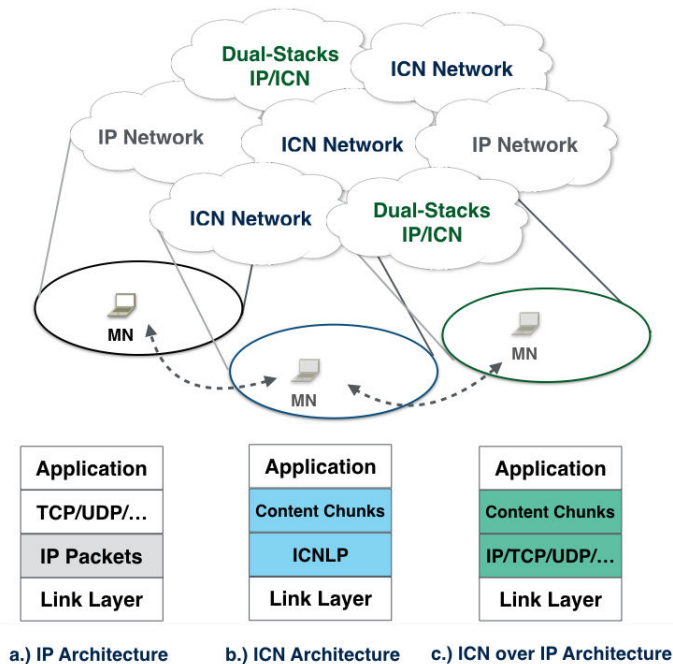 Dual-Stacks
IP/ICN
ICN Network
IP Network
ICN Network
IP Network
ICN Network
Dual-Stacks
IP/ICN
MN
MN
MN
Application
TCP/UDP/...
IP Packets
Link Layer
a.) IP Architecture
Application
Content Chunks
ICNLP
Link Layer
b.) ICN Architecture
Application
Content Chunks
IP/TCP/UDP/...
Link Layer
c.) ICN over IP Architecture